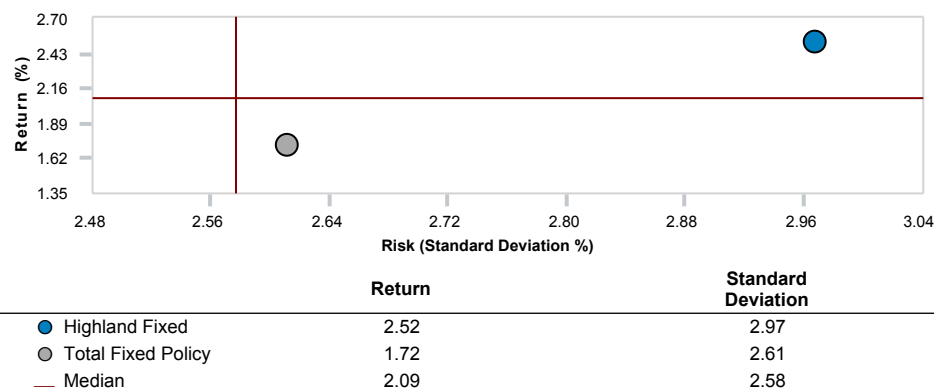 2.70
2.43
2.16
1.89
1.62
1.35
Return (%)
2.48 2.56 2.64 2.72 2.80 2.88 2.96 3.04
Risk (Standard Deviation %)
Return Standard Deviation
Highland Fixed 2.52 2.97
Total Fixed Policy 1.72 2.61
Median 2.09 2.58